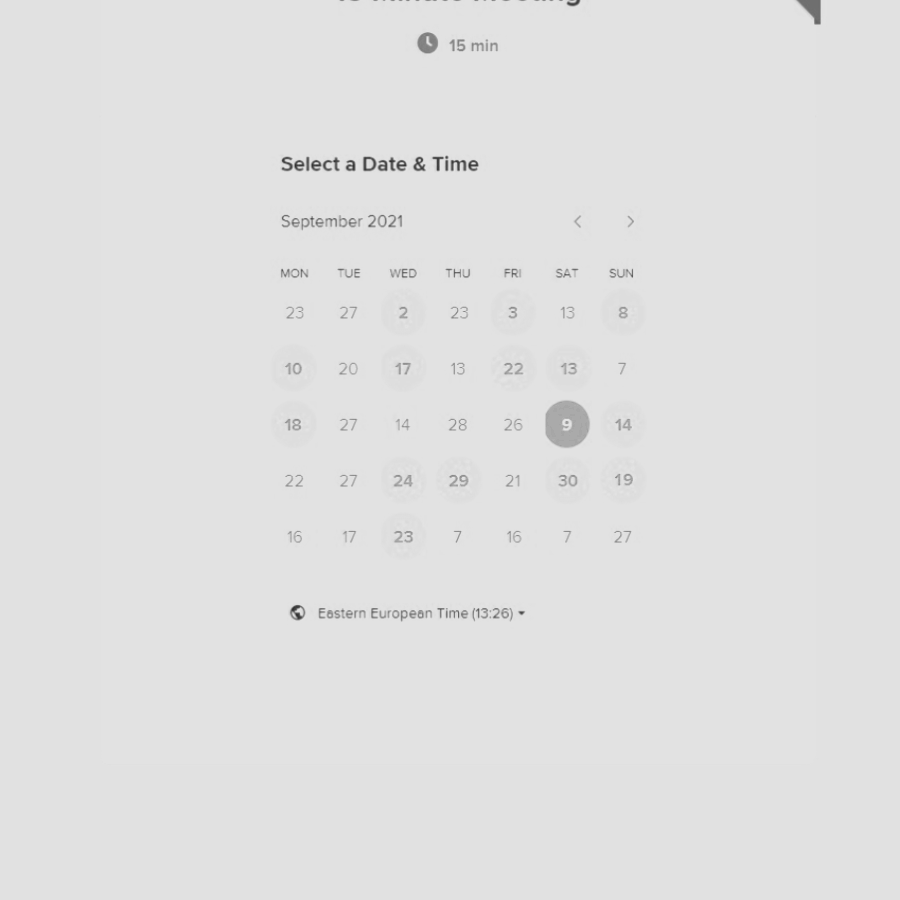 15 min
Select a Date & Time
September 2021
MON TUE WED THU FRI SAT SUN
23 27 2 23 3 13 8
10 20 17 13 22 13 7
18 27 14 28 26 9 14
22 27 24 29 21 30 19
16 17 23 7 16 7 27
Eastern European Time (13:26)